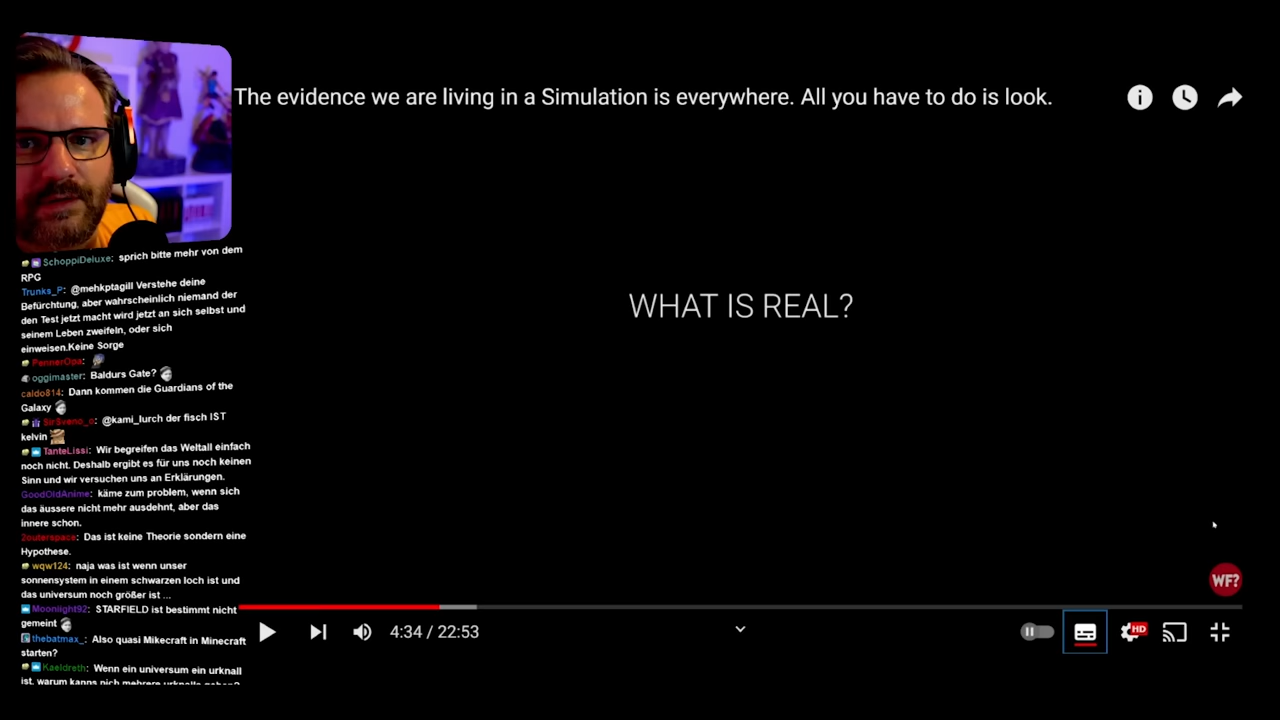 The evidence we are living in a Simulation is everywhere. All you have to do is look.
WHAT IS REAL?
SchoppiDeluxe: sprich bitte mehr von dem
RPG
Trunks_P: @mehkptagill Verstehe deine
Befürchtung, aber wahrscheinlich niemand der
den Test jetzt macht wird jetzt an sich selbst und
seinem Leben zweifeln, oder sich
einweisen.Keine Sorge
PennerOpa:
oggimaster: Baldurs Gate?
caldo814: Dann kommen die Guardians of the
Galaxy
SirSveno_o: @kami_lurch der fisch IST
kelvin
TanteLissi: Wir begreifen das Weltall einfach
noch nicht. Deshalb ergibt es für uns noch keinen
Sinn und wir versuchen uns an Erklärungen.
GoodOldAnime: käme zum problem, wenn sich
das äussere nicht mehr ausdehnt, aber das
innere schon.
2outerspace: Das ist keine Theorie sondern eine
Hypothese.
wqw124: naja was ist wenn unser
sonnensystem in einem schwarzen loch ist und
das universum noch größer ist ...
Moonlight92: STARFIELD ist bestimmt nicht
gemeint
thebatmax_: Also quasi Mikecraft in Minecraft
starten?
Kaeldreth: Wenn ein universum ein urknall
ist, warum kanns nich mehrere urknalle geben?
WF?
4:34 / 22:53
HD